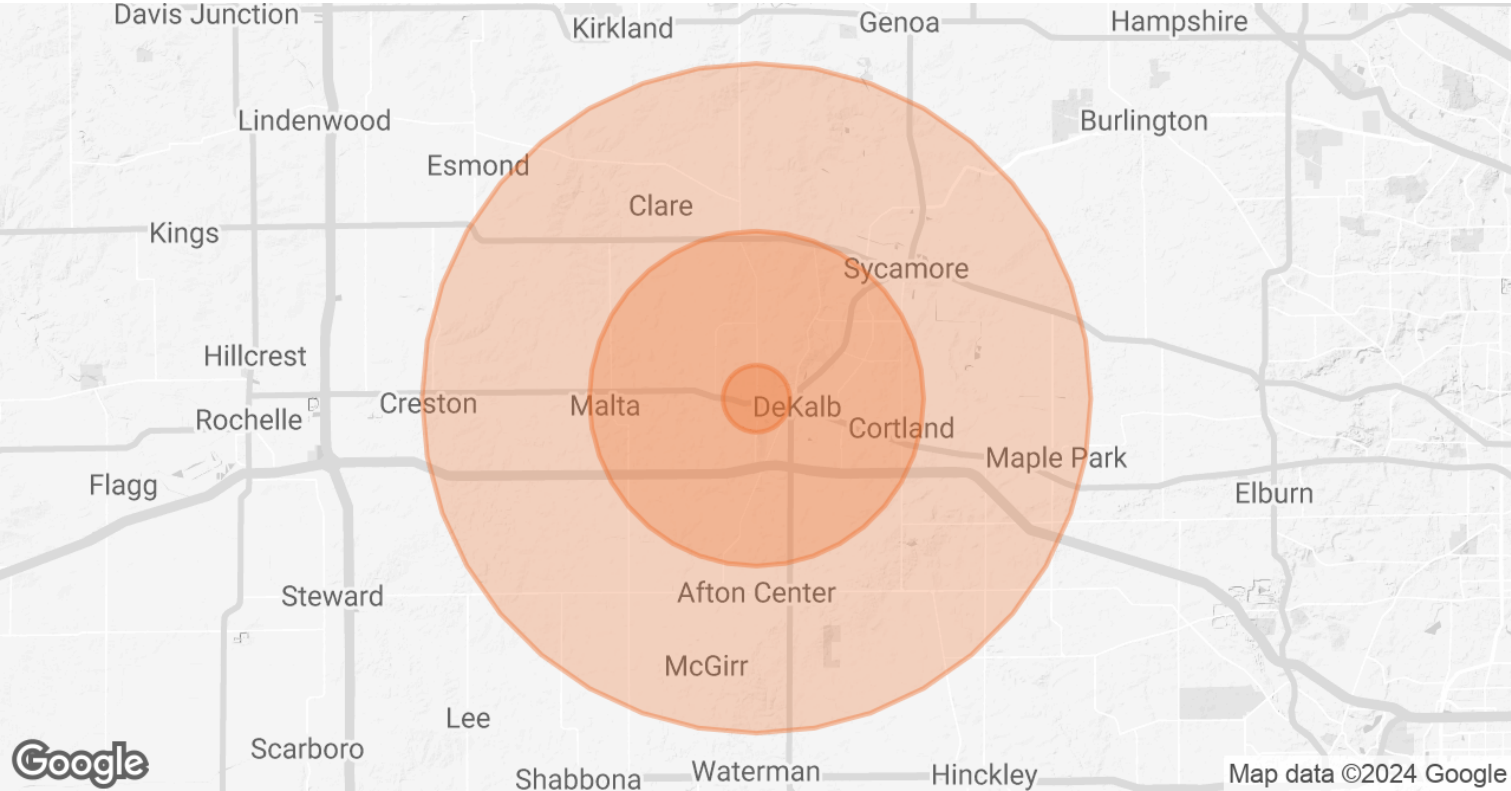 Davis Junction
Kirkland
Genoa
Hampshire
Lindenwood
Burlington
Esmond
Clare
Kings
Sycamore
Hillcrest
Creston
Malta
DeKalb
Rochelle
Cortland
Maple Park
Flagg
Elburn
Steward
Afton Center
McGirr
Lee
Scarboro
Google
Shabbona
Waterman
Hinckley
Map data ©2024 Google